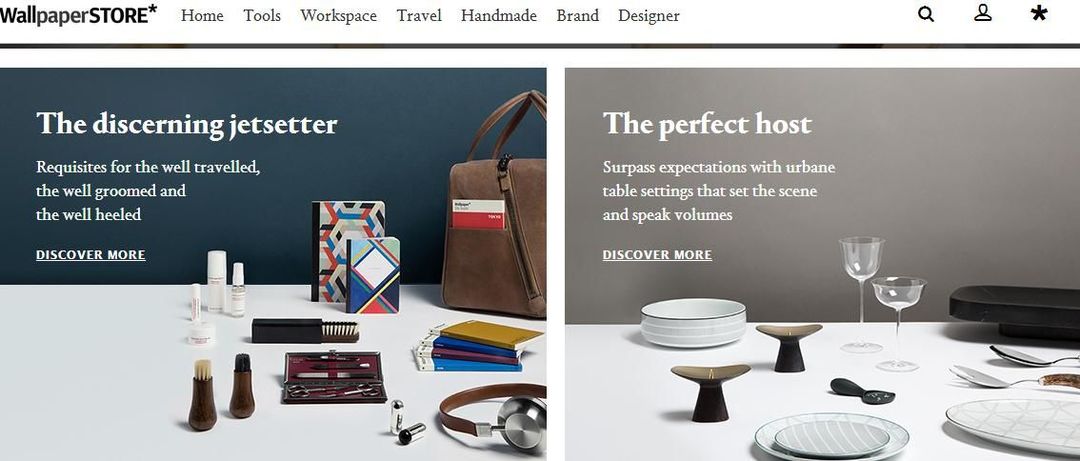 WallpaperSTORE* Home Tools Workspace Travel Handmade Brand Designer
The discerning jetsetter
Requisites for the well travelled,
the well groomed and
the well heeled
DISCOVER MORE
Wallpaper*
TOKYO
The perfect host
Surpass expectations with urbane
table settings that set the scene
and speak volumes
DISCOVER MORE